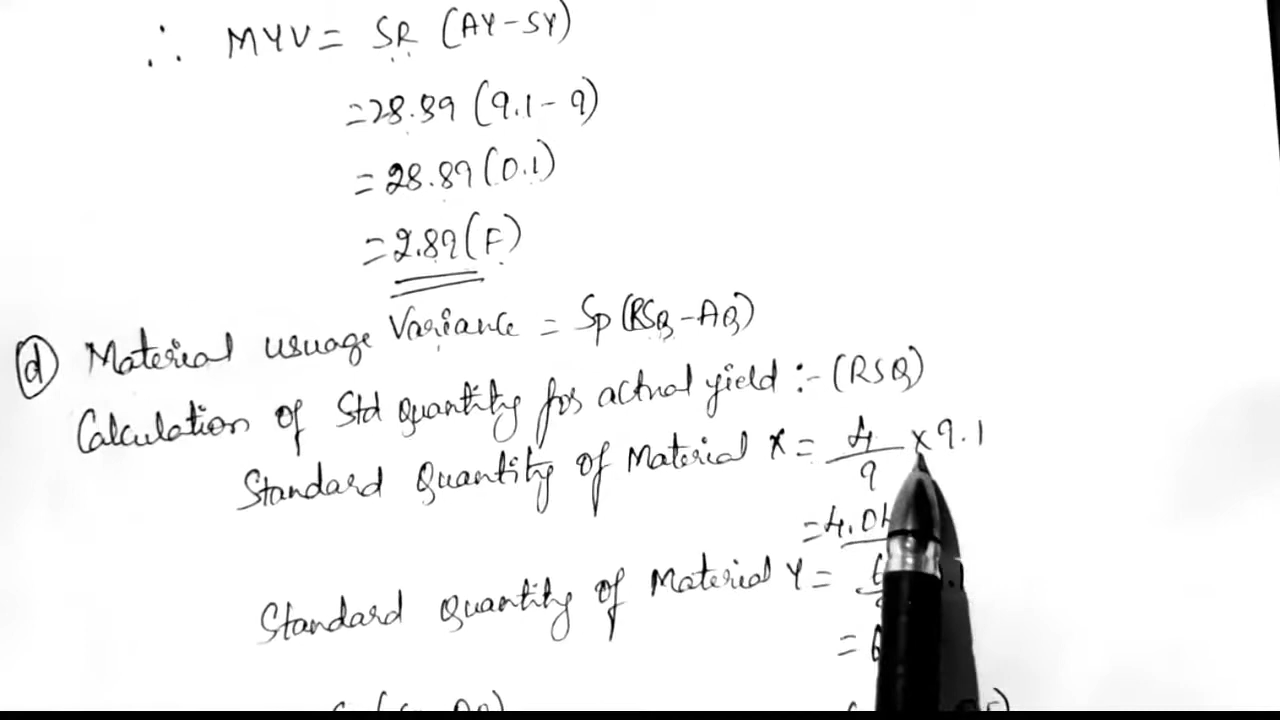 ∴ MYV = SR (AY-SY)
= 28.89 (9.1 - 9)
= 28.89 (0.1)
= 2.89 (F)
(d) Material usuage Variance = Sp (RSQ - AQ)
Calculation of Std Quantity for actual yield :- (RSQ)
Standard Quantity of Material X = 4/9 × 9.1
= 4.04
Standard Quantity of Material Y =
=